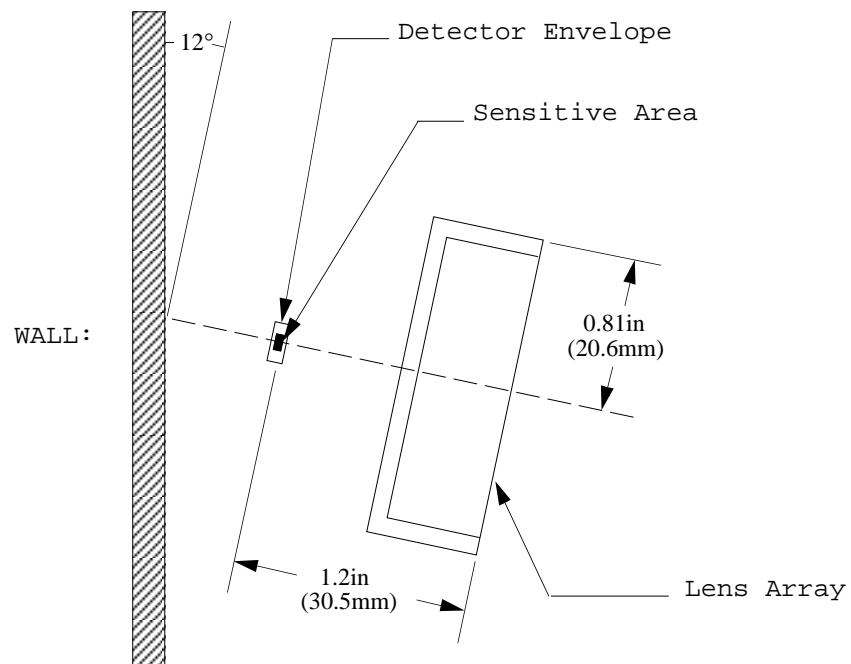 12°
Detector Envelope
Sensitive Area
WALL:
0.81in
(20.6mm)
1.2in
(30.5mm)
Lens Array